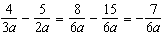 4/3a − 5/2a = 8/6a − 15/6a = − 7/6a